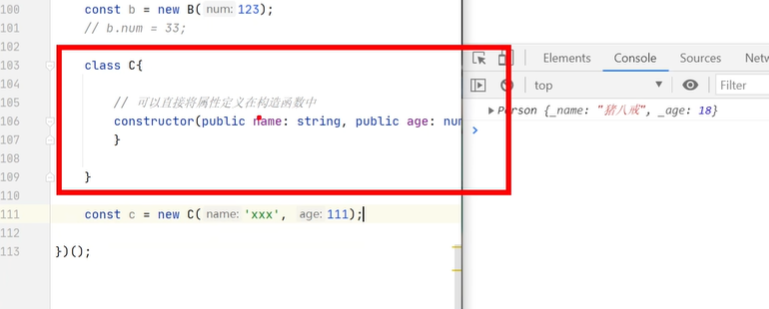 100 const b = new B( num: 123);
101 // b.num = 33;
102
103 class C{
104
105 // 可以直接将属性定义在构造函数中
106 constructor(public name: string, public age: num
107 }
108
109 }
110
111 const c = new C( name: 'xxx', age: 111);
112
113 })();
Elements Console Sources Netw
top Filter
Person {_name: "猪八戒", _age: 18}